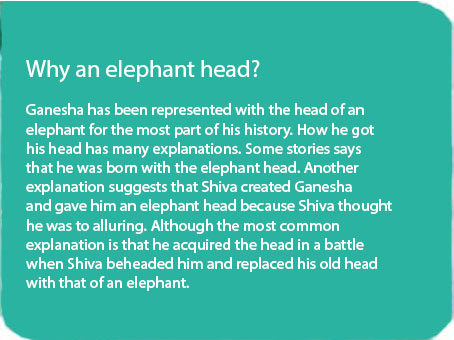 Why an elephant head?
Ganesha has been represented with the head of an
elephant for the most part of his history. How he got
his head has many explanations. Some stories says
that he was born with the elephant head. Another
explanation suggests that Shiva created Ganesha
and gave him an elephant head because Shiva thought
he was to alluring. Although the most common
explanation is that he acquired the head in a battle
when Shiva beheaded him and replaced his old head
with that of an elephant.